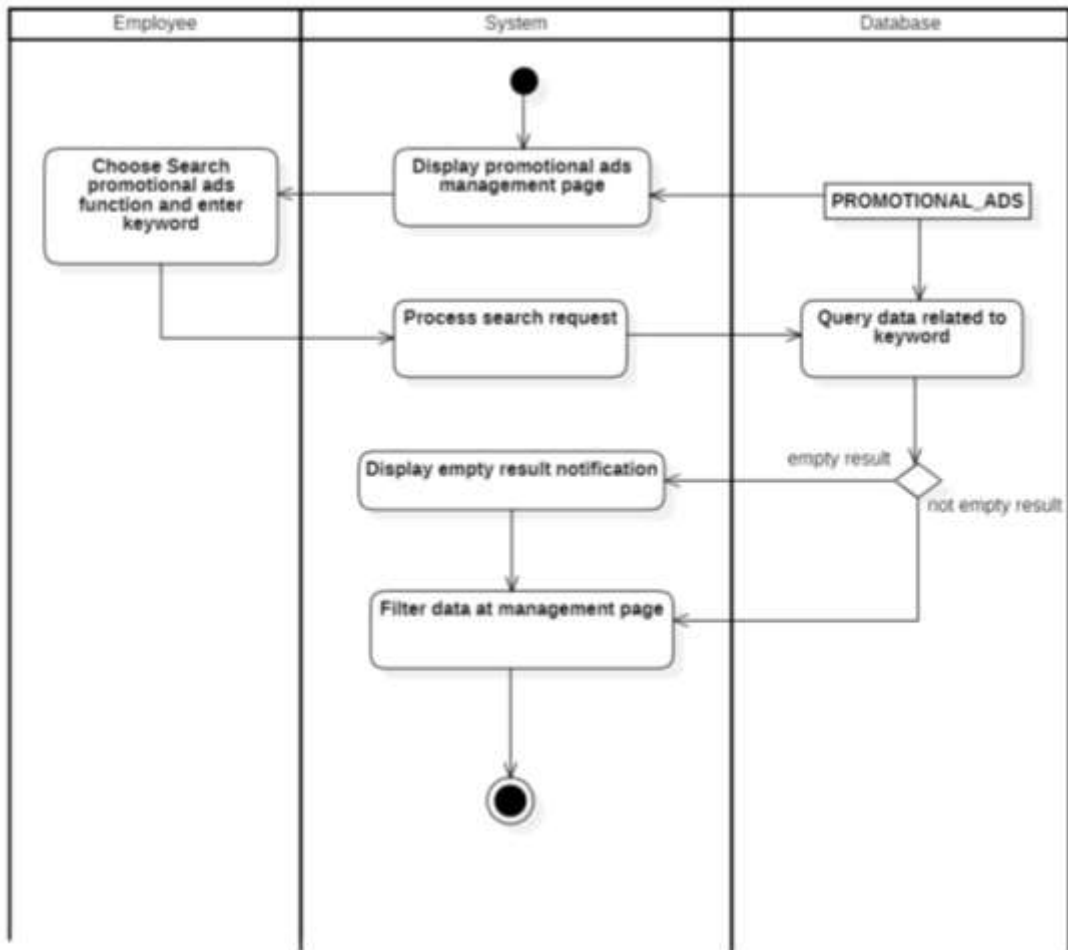 Employee
System
Database
Choose Search
promotional ads
function and enter
keyword
Display promotional ads
management page
PROMOTIONAL_ADS
Process search request
Query data related to
keyword
Display empty result notification
empty result
not empty result
Filter data at management page